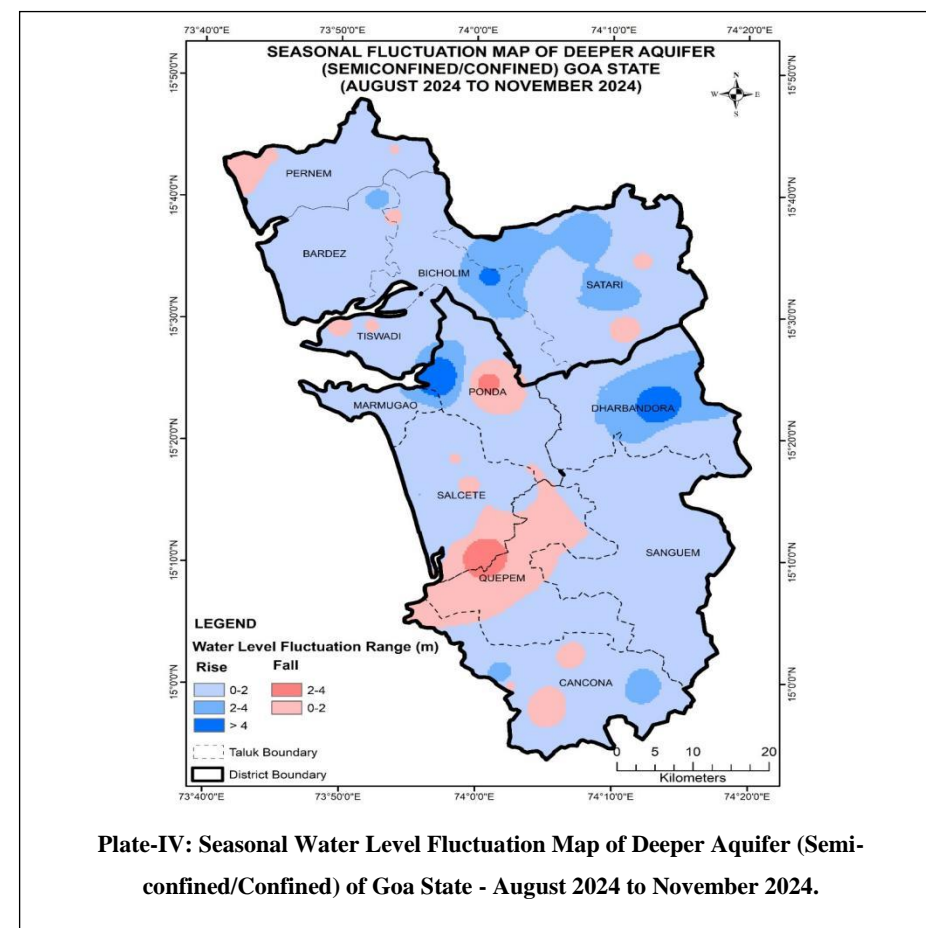 73°40'0"E 73°50'0"E 74°0'0"E 74°10'0"E 74°20'0"E
SEASONAL FLUCTUATION MAP OF DEEPER AQUIFER
(SEMICONFINED/CONFINED) GOA STATE
(AUGUST 2024 TO NOVEMBER 2024)
N
W E
S
15°50'0"N 15°50'0"N
PERNEM
15°40'0"N 15°40'0"N
BARDEZ
BICHOLIM
SATARI
15°30'0"N 15°30'0"N
TISWADI
PONDA
MARMUGAO
DHARBANDORA
15°20'0"N 15°20'0"N
SALCETE
SANGUEM
15°10'0"N 15°10'0"N
QUEPEM
CANCONA
15°0'0"N 15°0'0"N
LEGEND
Water Level Fluctuation Range (m)
Rise Fall
0-2 2-4
2-4 0-2
> 4
Taluk Boundary
District Boundary
0 5 10 20
Kilometers
73°40'0"E 73°50'0"E 74°0'0"E 74°10'0"E 74°20'0"E
Plate-IV: Seasonal Water Level Fluctuation Map of Deeper Aquifer (Semi-
confined/Confined) of Goa State - August 2024 to November 2024.